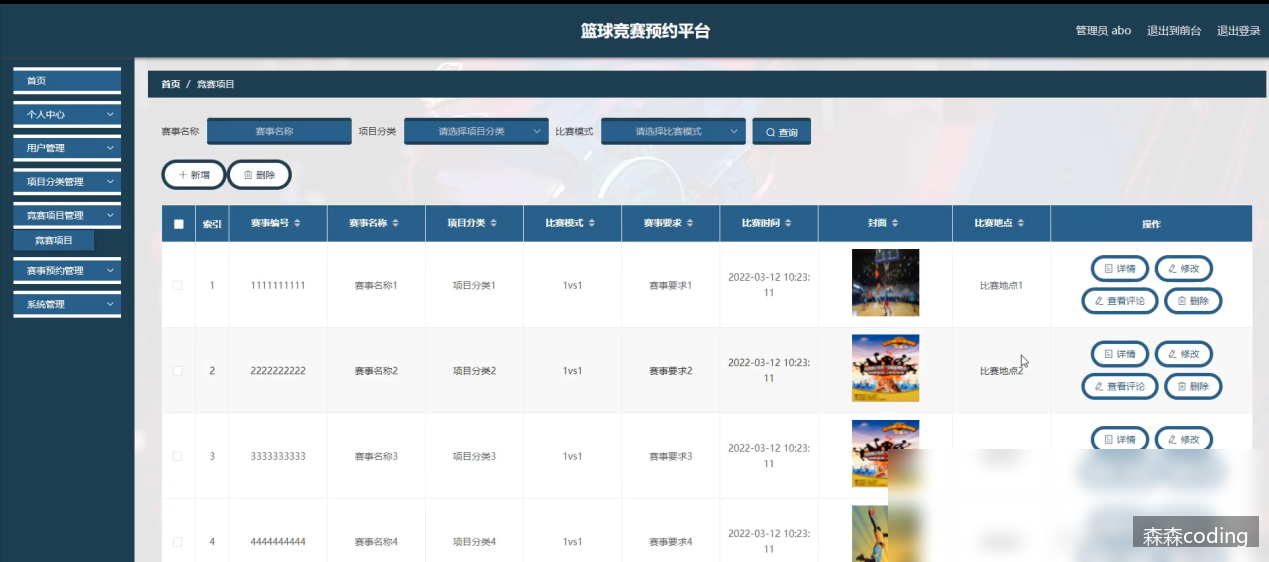 篮球竞赛预约平台
管理员 abo 退出到前台 退出登录
首页
个人中心
用户管理
项目分类管理
竞赛项目管理
竞赛项目
赛事预约管理
系统管理
首页 / 竞赛项目
赛事名称 赛事名称 项目分类 请选择项目分类 比赛模式 请选择比赛模式 查询
新增 删除
索引 赛事编号 赛事名称 项目分类 比赛模式 赛事要求 比赛时间 封面 比赛地点 操作
1 1111111111 赛事名称1 项目分类1 1vs1 赛事要求1 2022-03-12 10:23:
11
比赛地点1
详情 修改
查看评论 删除
2 2222222222 赛事名称2 项目分类2 1vs1 赛事要求2 2022-03-12 10:23:
11
比赛地点2
详情 修改
查看评论 删除
3 3333333333 赛事名称3 项目分类3 1vs1 赛事要求3 2022-03-12 10:23:
11
详情 修改
4 4444444444 赛事名称4 项目分类4 1vs1 赛事要求4 2022-03-12 10:23:
11
森森coding